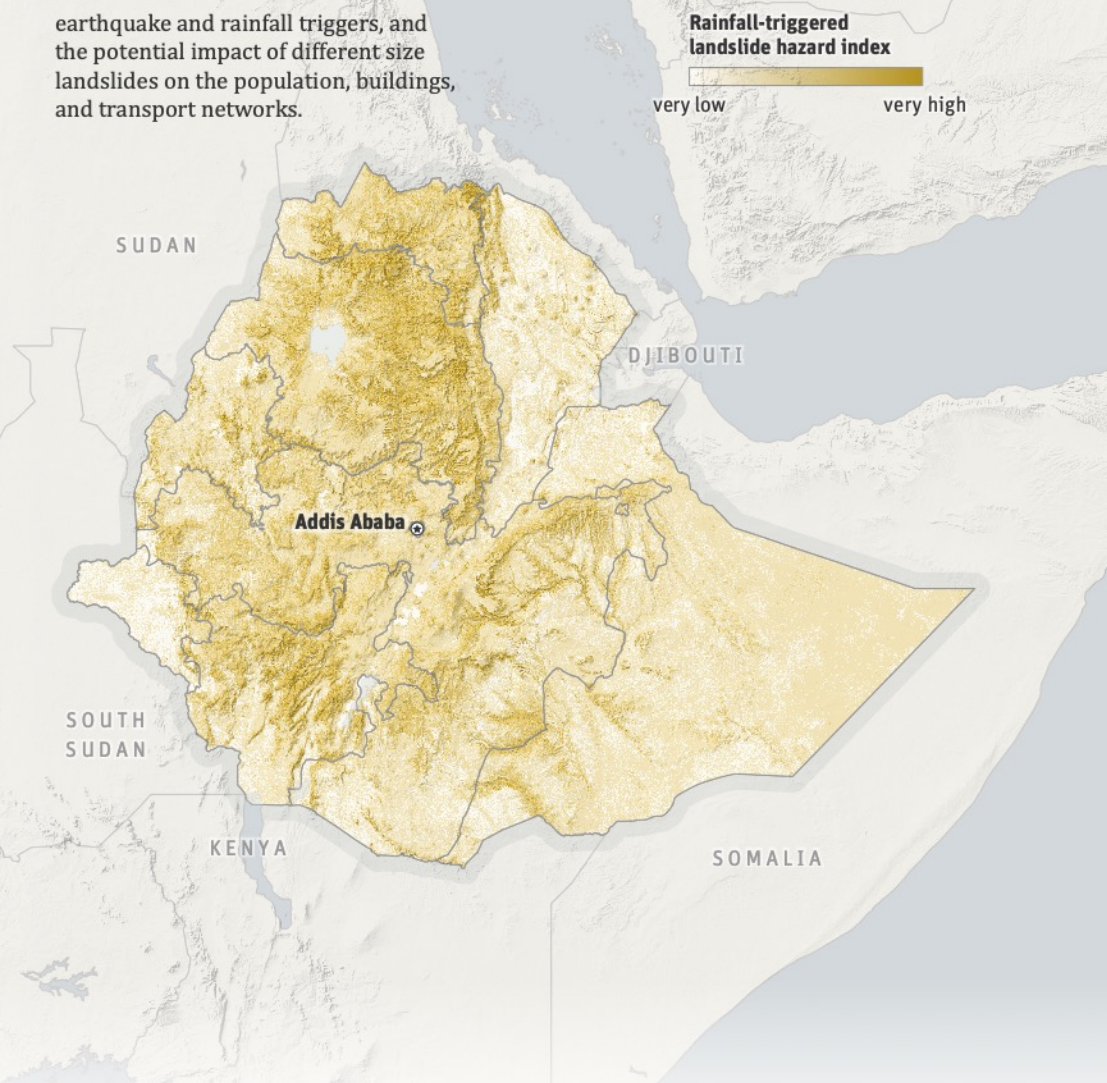 earthquake and rainfall triggers, and
the potential impact of different size
landslides on the population, buildings,
and transport networks.
Rainfall-triggered
landslide hazard index
very low
very high
SUDAN
DJIBOUTI
Addis Ababa
SOUTH
SUDAN
KENYA
SOMALIA